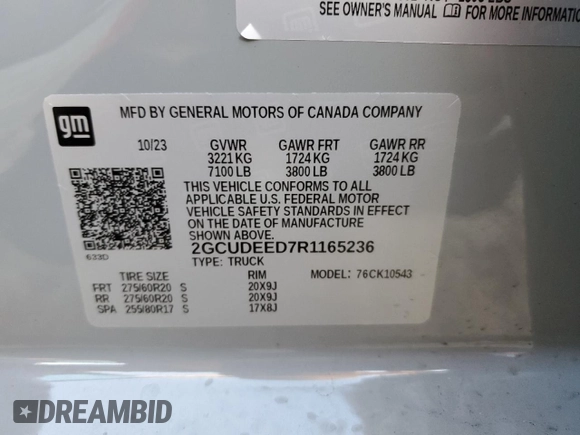 SEE OWNER'S MANUAL FOR MORE INFORMATION
gm
MFD BY GENERAL MOTORS OF CANADA COMPANY
10/23 GVWR GAWR FRT GAWR RR
3221 KG 1724 KG 1724 KG
7100 LB 3800 LB 3800 LB
THIS VEHICLE CONFORMS TO ALL
APPLICABLE U.S. FEDERAL MOTOR
VEHICLE SAFETY STANDARDS IN EFFECT
ON THE DATE OF MANUFACTURE
SHOWN ABOVE.
2GCUDEED7R1165236
633D
TYPE: TRUCK
TIRE SIZE RIM MODEL: 76CK10543
FRT 275/60R20 S 20X9J
RR 275/60R20 S 20X9J
SPA 255/80R17 S 17X8J
DREAMBID